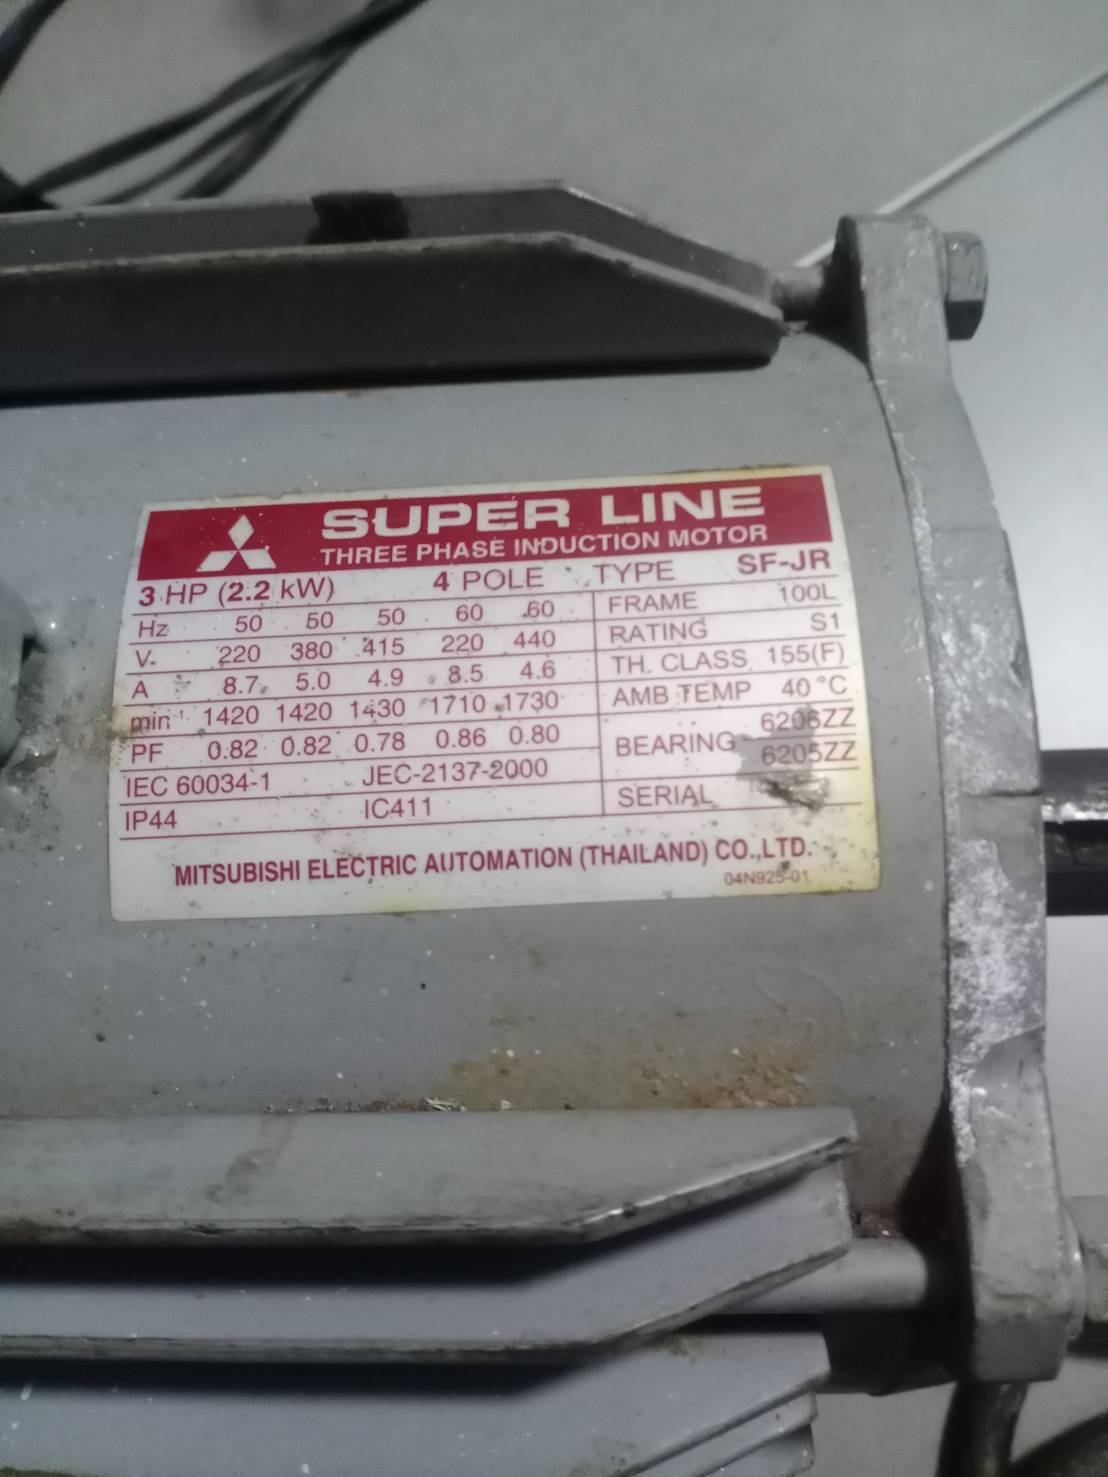 SUPER LINE
THREE PHASE INDUCTION MOTOR
3 HP (2.2 kW) 4 POLE TYPE SF-JR
Hz 50 50 50 60 60 FRAME 100L
V 220 380 415 220 440 RATING S1
A 8.7 5.0 4.9 8.5 4.6 TH. CLASS 155(F)
min⁻¹ 1420 1420 1430 1710 1730 AMB TEMP 40 °C
PF 0.82 0.82 0.78 0.86 0.80 BEARING 6206ZZ
6205ZZ
IEC 60034-1 JEC-2137-2000
IP44 IC411 SERIAL
MITSUBISHI ELECTRIC AUTOMATION (THAILAND) CO.,LTD.
04N925-01